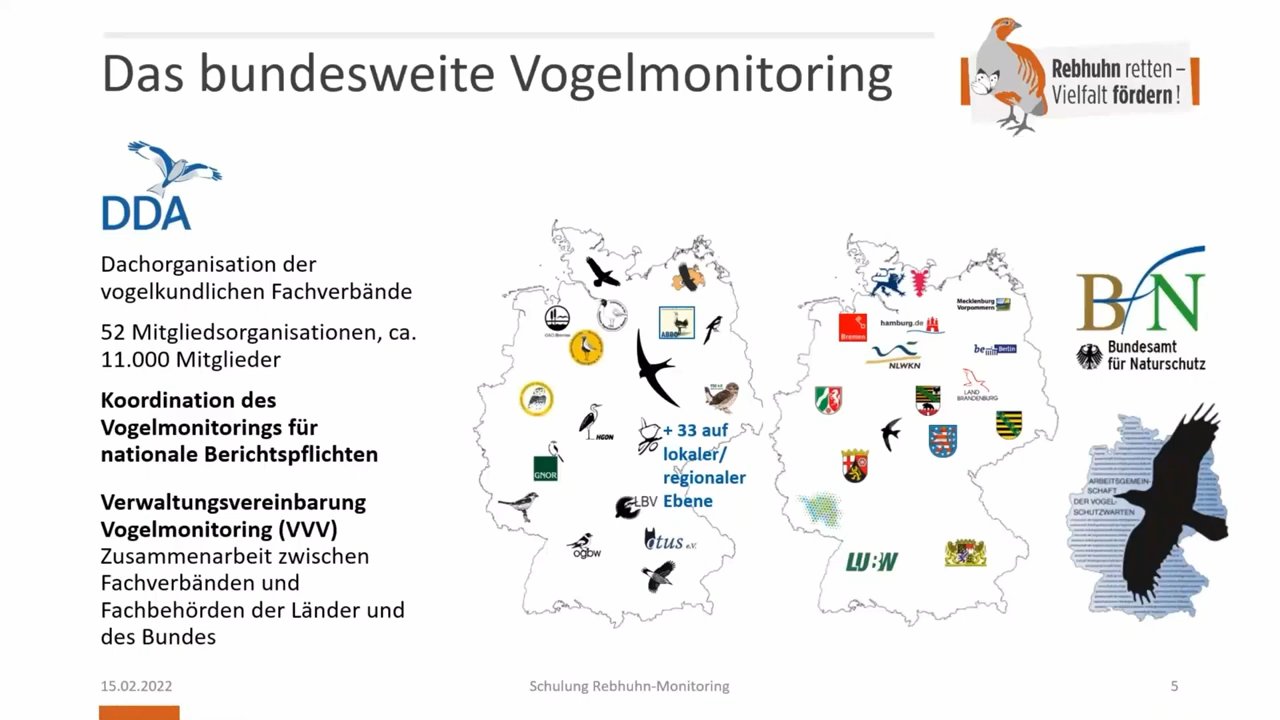 Das bundesweite Vogelmonitoring
Rebhuhn retten –
Vielfalt fördern!
DDA
Dachorganisation der
vogelkundlichen Fachverbände
52 Mitgliedsorganisationen, ca.
11.000 Mitglieder
Koordination des
Vogelmonitorings für
nationale Berichtspflichten
Verwaltungsvereinbarung
Vogelmonitoring (VVV)
Zusammenarbeit zwischen
Fachverbänden und
Fachbehörden der Länder und
des Bundes
ABBO
HGON
GNOR
+ 33 auf
lokaler/
regionaler
Ebene
LBV
ogbw
otus e.V.
Mecklenburg
Vorpommern
Bremen
hamburg.de
NLWKN
be Berlin
LAND
BRANDENBURG
LUBW
BfN
Bundesamt
für Naturschutz
ARBEITSGEMEIN-
SCHAFT
DER VOGEL-
SCHUTZWARTEN
15.02.2022
Schulung Rebhuhn-Monitoring
5